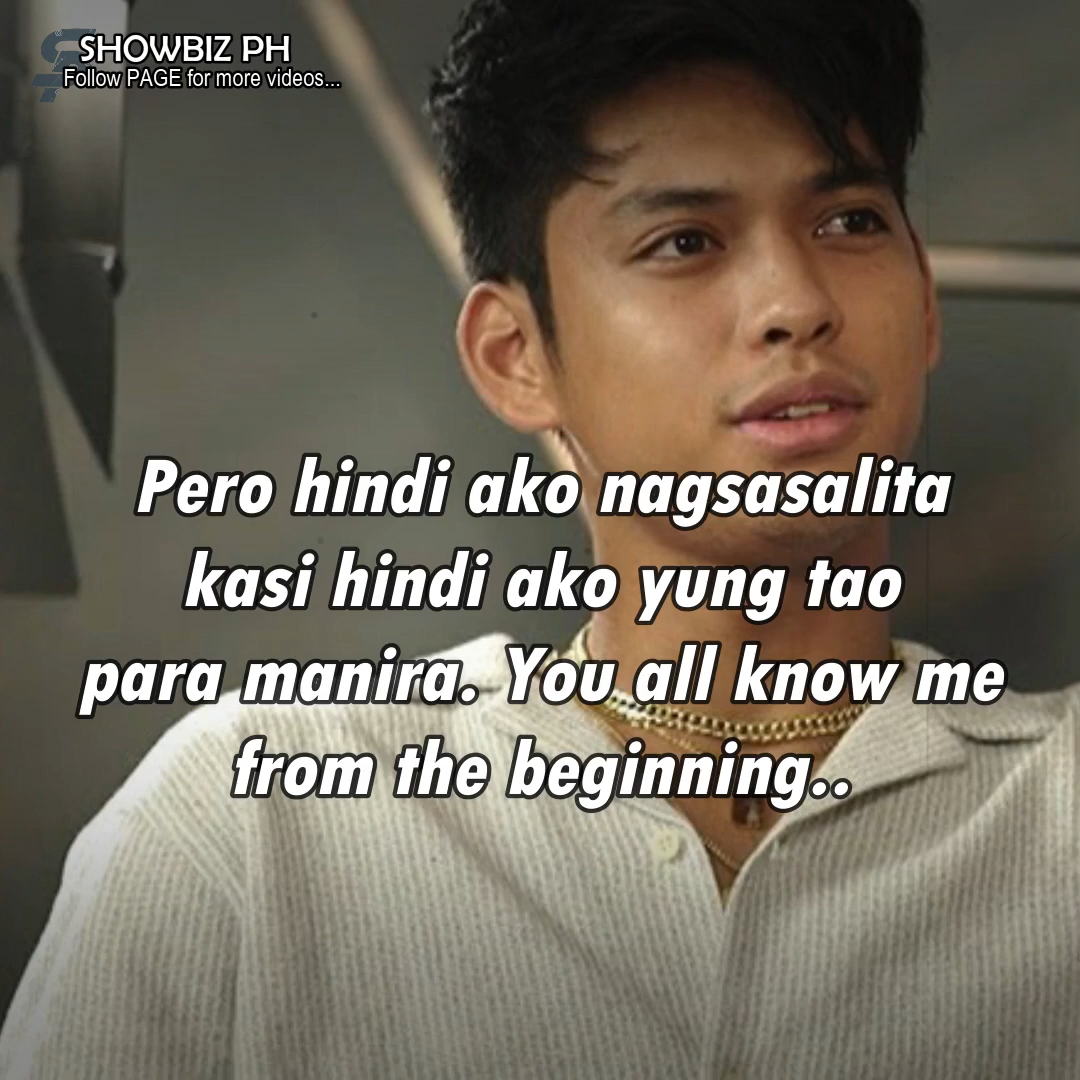 SHOWBIZ PH
Follow PAGE for more videos...
Pero hindi ako nagsasalita
kasi hindi ako yung tao
para manira. You all know me
from the beginning..